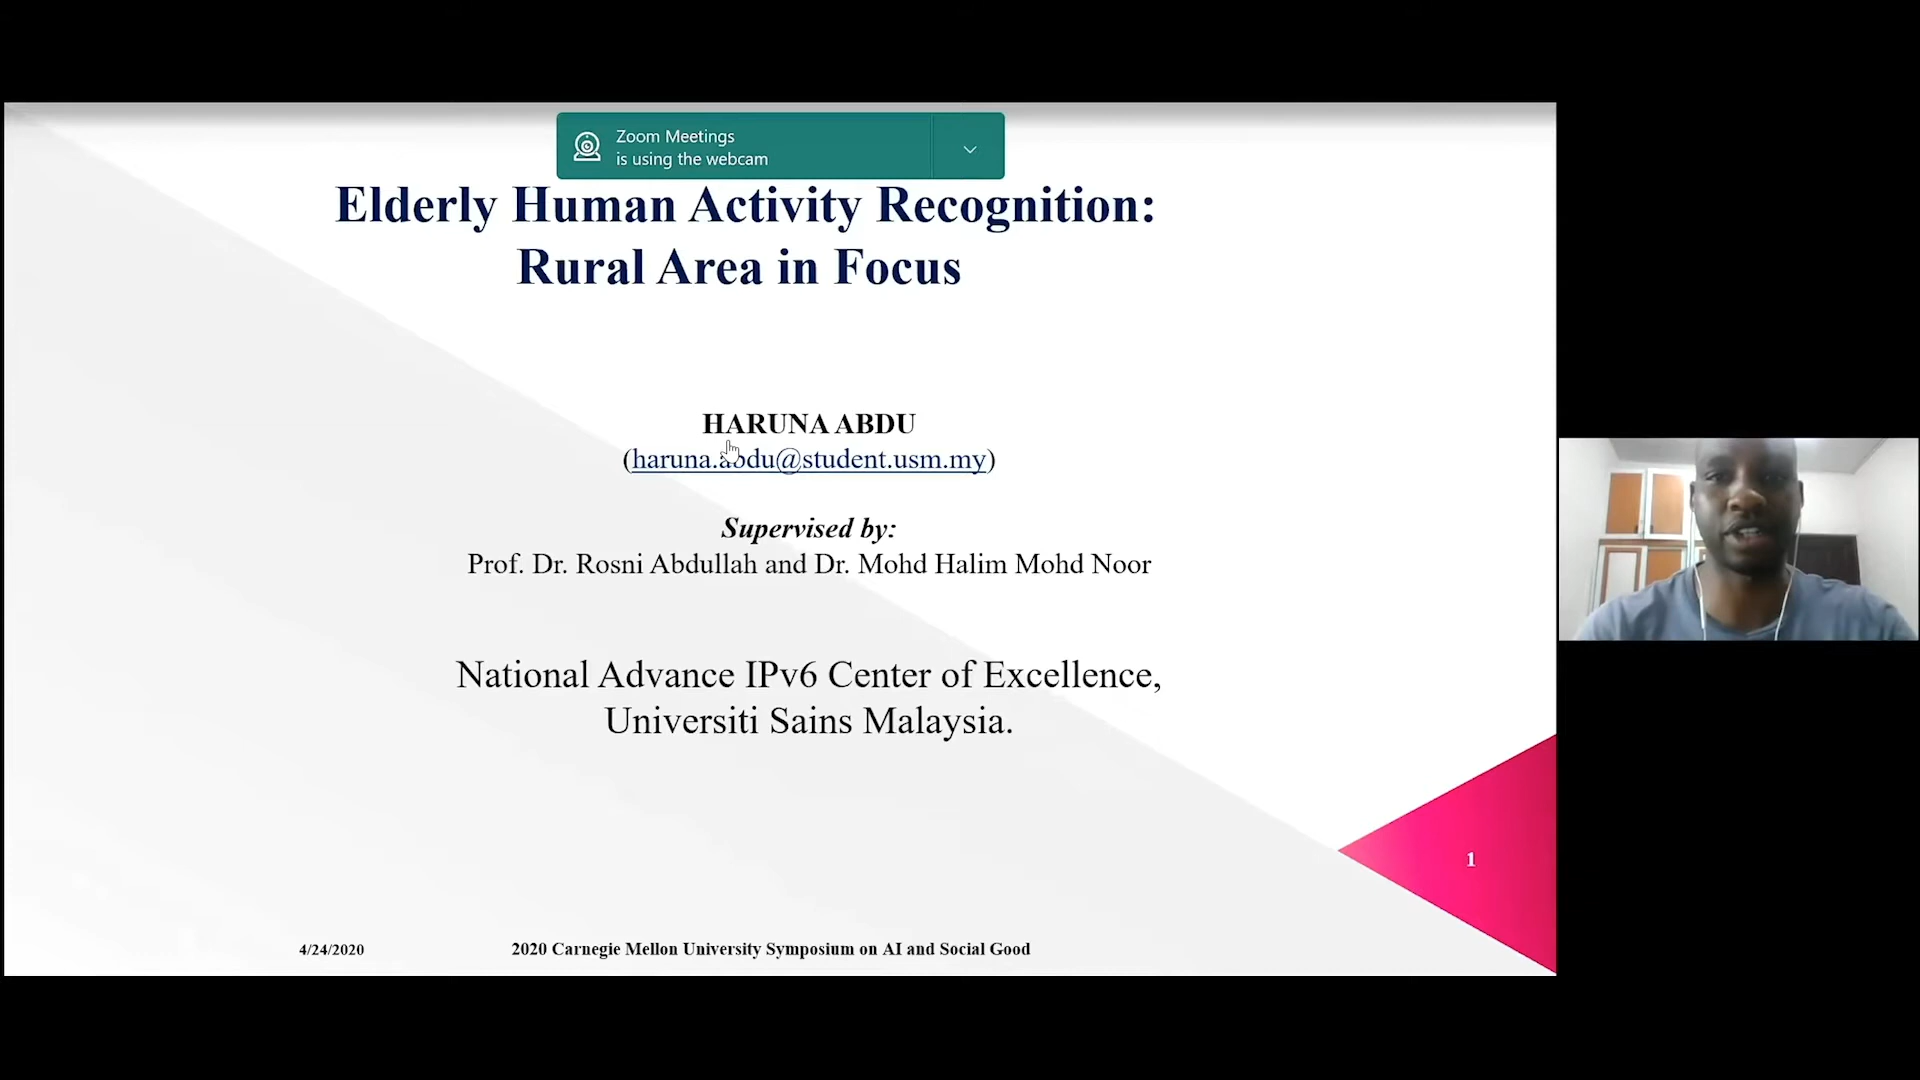 Zoom Meetings
is using the webcam
Elderly Human Activity Recognition:
Rural Area in Focus
HARUNA ABDU
(haruna.abdu@student.usm.my)
Supervised by:
Prof. Dr. Rosni Abdullah and Dr. Mohd Halim Mohd Noor
National Advance IPv6 Center of Excellence,
Universiti Sains Malaysia.
1
4/24/2020
2020 Carnegie Mellon University Symposium on AI and Social Good